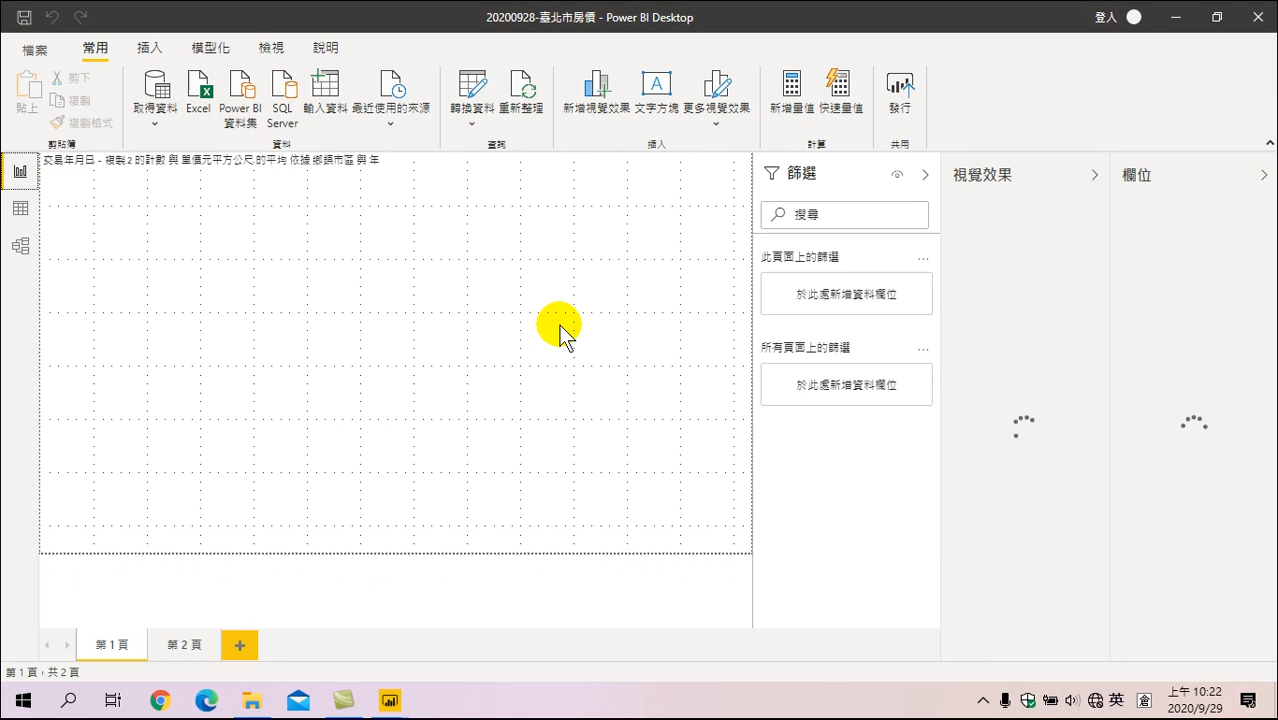 20200928-臺北市房價 - Power BI Desktop
登入
檔案 常用 插入 模型化 檢視 說明
貼上
剪下
複製
複製格式
剪貼簿
取得資料
Excel
Power BI
資料集
SQL
Server
輸入資料
最近使用的來源
資料
轉換資料
重新整理
查詢
新增視覺效果
文字方塊
更多視覺效果
插入
新增量值
快速量值
計算
發行
共用
交易年月日 - 複製.2 的計數 與 單價元平方公尺.的平均 依據 鄉鎮市區 與 年
篩選
搜尋
此頁面上的篩選
...
於此處新增資料欄位
所有頁面上的篩選
...
於此處新增資料欄位
視覺效果
欄位
第 1 頁
第 2 頁
第 1 頁，共 2 頁
英
倉
上午 10:22
2020/9/29